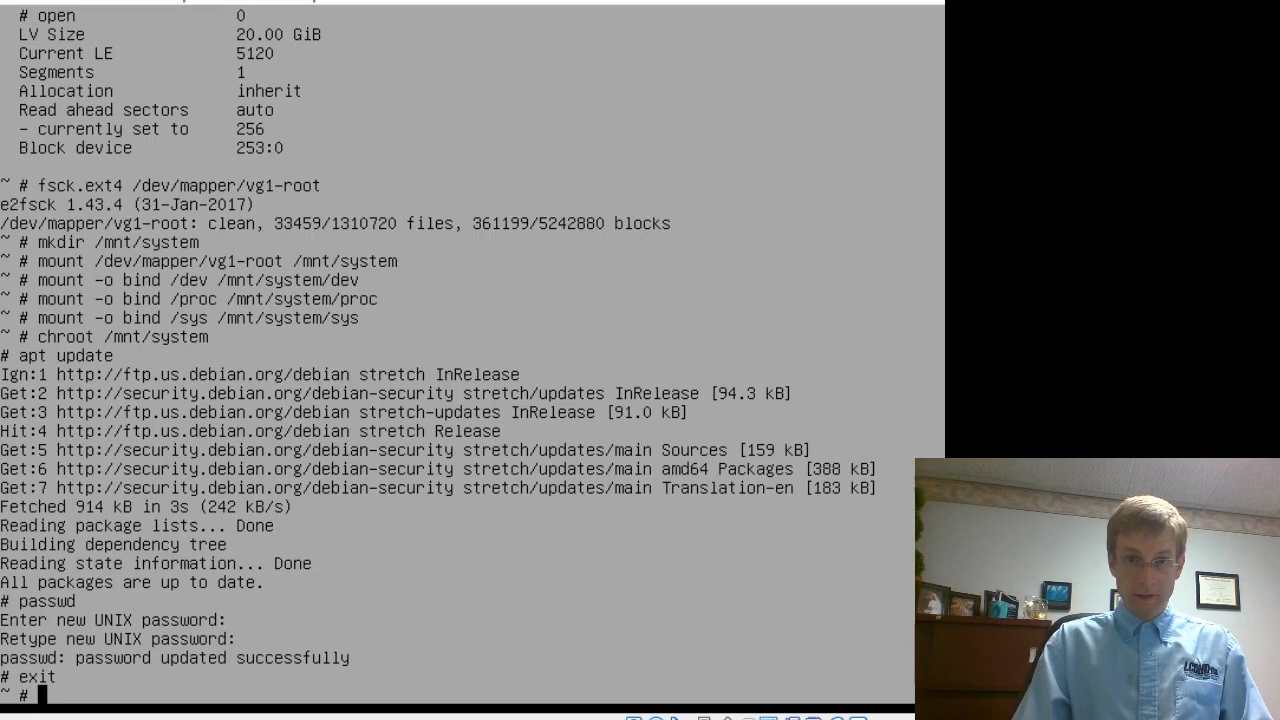 # open 0
LV Size 20.00 GiB
Current LE 5120
Segments 1
Allocation inherit
Read ahead sectors auto
- currently set to 256
Block device 253:0
~ # fsck.ext4 /dev/mapper/vg1-root
e2fsck 1.43.4 (31-Jan-2017)
/dev/mapper/vg1-root: clean, 33459/1310720 files, 361199/5242880 blocks
~ # mkdir /mnt/system
~ # mount /dev/mapper/vg1-root /mnt/system
~ # mount -o bind /dev /mnt/system/dev
~ # mount -o bind /proc /mnt/system/proc
~ # mount -o bind /sys /mnt/system/sys
~ # chroot /mnt/system
# apt update
Ign:1 http://ftp.us.debian.org/debian stretch InRelease
Get:2 http://security.debian.org/debian-security stretch/updates InRelease [94.3 kB]
Get:3 http://ftp.us.debian.org/debian stretch-updates InRelease [91.0 kB]
Hit:4 http://ftp.us.debian.org/debian stretch Release
Get:5 http://security.debian.org/debian-security stretch/updates/main Sources [159 kB]
Get:6 http://security.debian.org/debian-security stretch/updates/main amd64 Packages [388 kB]
Get:7 http://security.debian.org/debian-security stretch/updates/main Translation-en [183 kB]
Fetched 914 kB in 3s (242 kB/s)
Reading package lists... Done
Building dependency tree
Reading state information... Done
All packages are up to date.
# passwd
Enter new UNIX password:
Retype new UNIX password:
passwd: password updated successfully
# exit
~ #